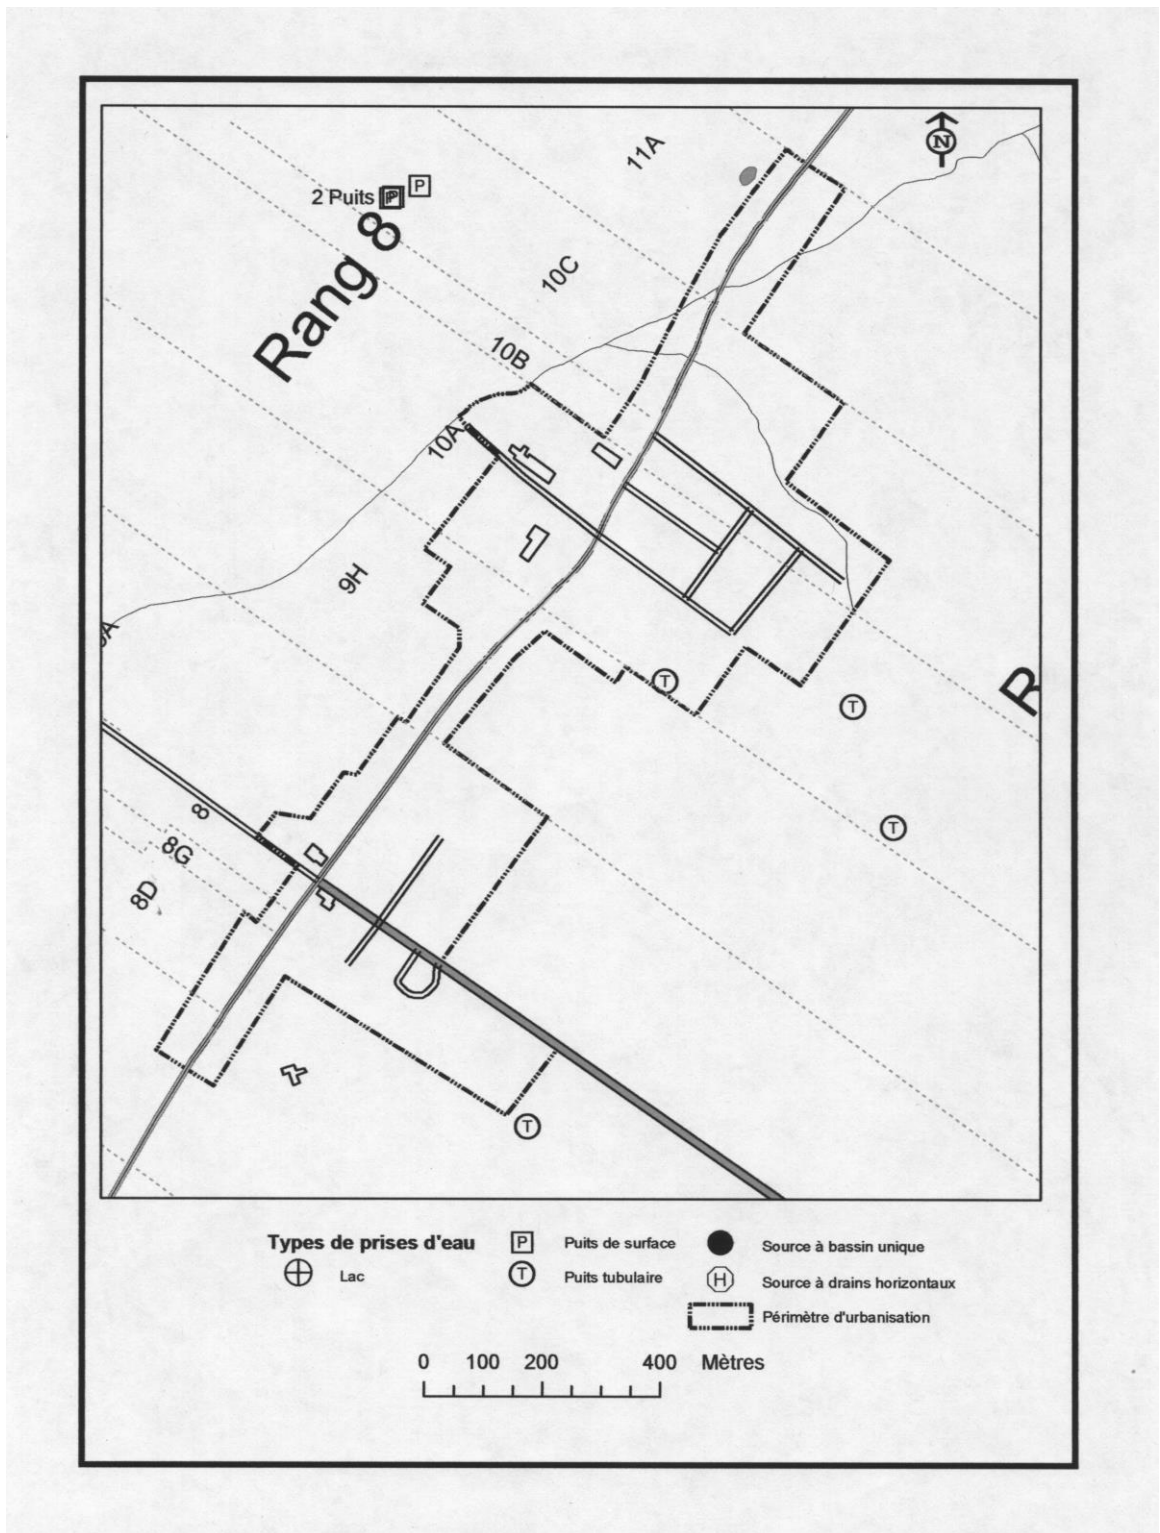 N
11A
2 Puits P P
Rang 8
10C
10B
10A
9H
R
T
T
8
8G
T
8D
T
Types de prises d'eau
P Puits de surface
Source à bassin unique
Lac
T Puits tubulaire
H Source à drains horizontaux
Périmètre d'urbanisation
0 100 200 400 Mètres